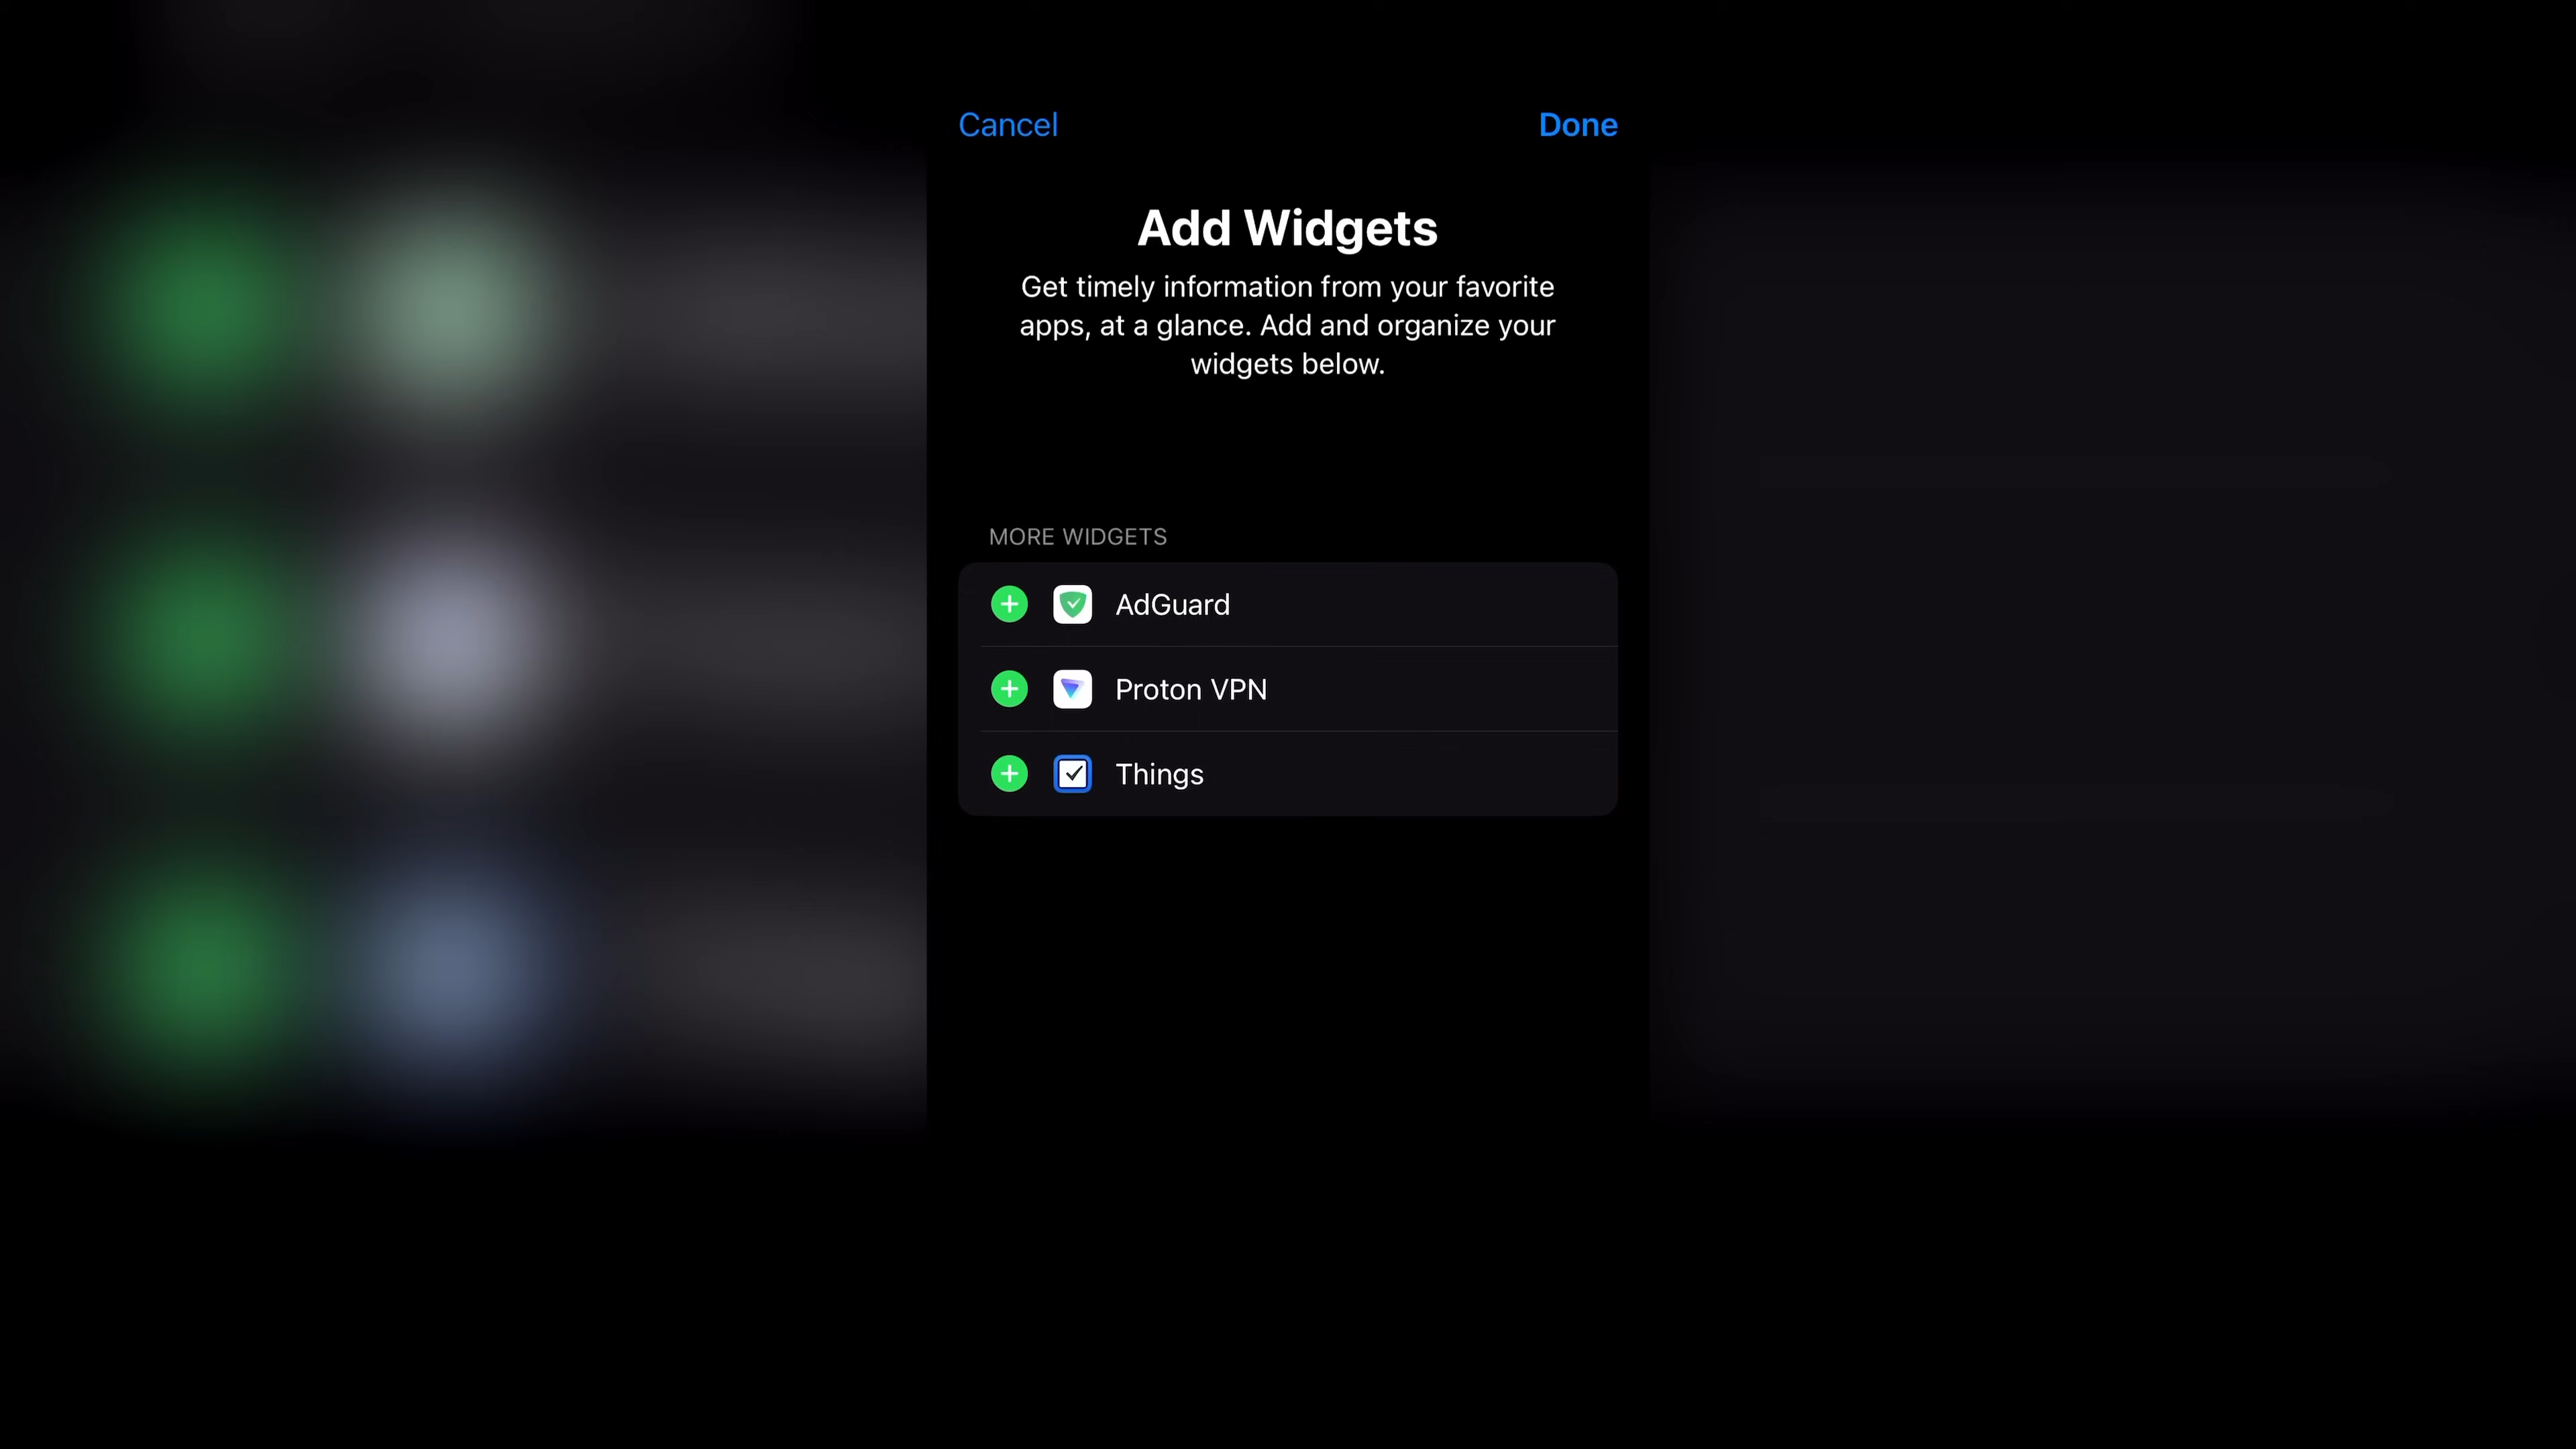 Cancel
Done
Add Widgets
Get timely information from your favorite
apps, at a glance. Add and organize your
widgets below.
MORE WIDGETS
AdGuard
Proton VPN
Things